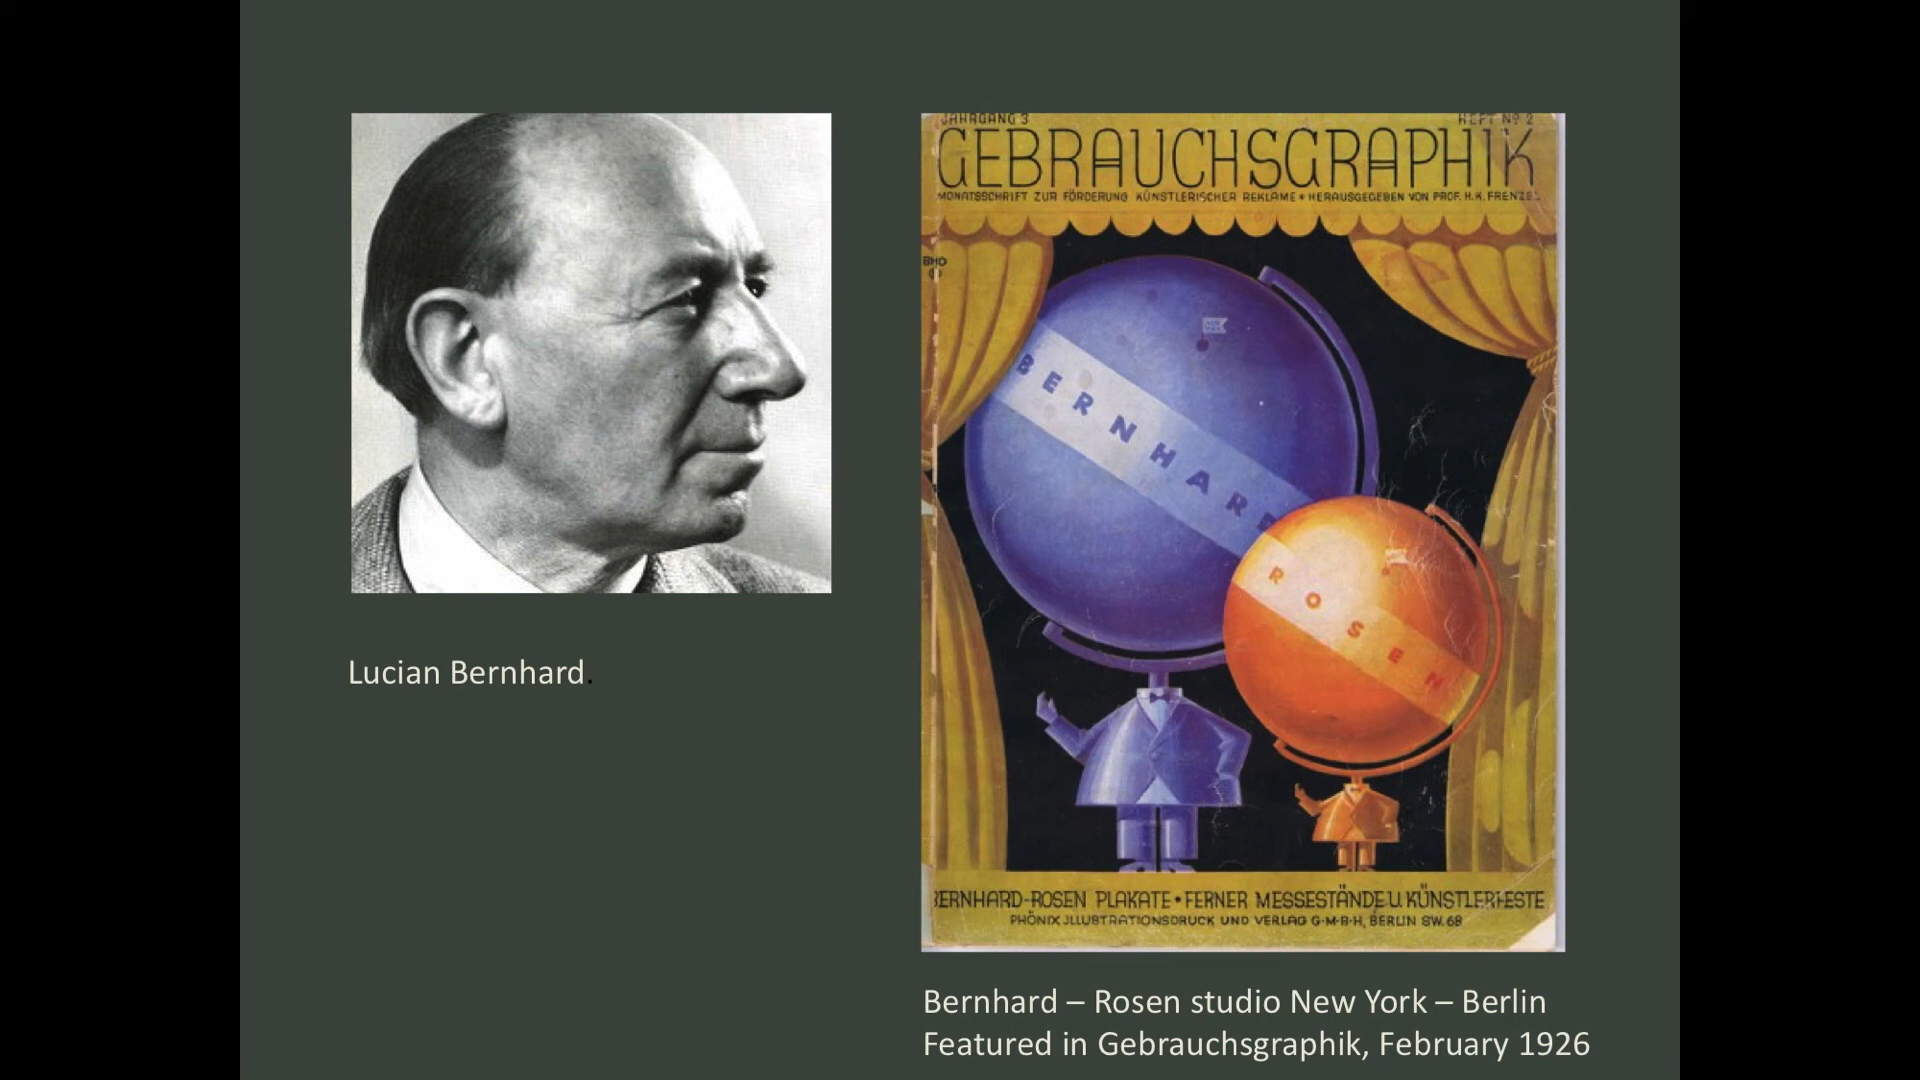 JAHRGANG 3 HEFT Nº 2
GEBRAUCHSGRAPHIK
MONATSSCHRIFT ZUR FÖRDERUNG KÜNSTLERISCHER REKLAME • HERAUSGEGEBEN VON PROF. H.K. FRENZEL
BHD
BERNHARD
ROSEN
BERNHARD-ROSEN PLAKATE • FERNER MESSESTÄNDE U. KÜNSTLERFESTE
PHÖNIX JLLUSTRATIONSDRUCK UND VERLAG G·M·B·H, BERLIN SW. 68
Lucian Bernhard.
Bernhard – Rosen studio New York – Berlin
Featured in Gebrauchsgraphik, February 1926